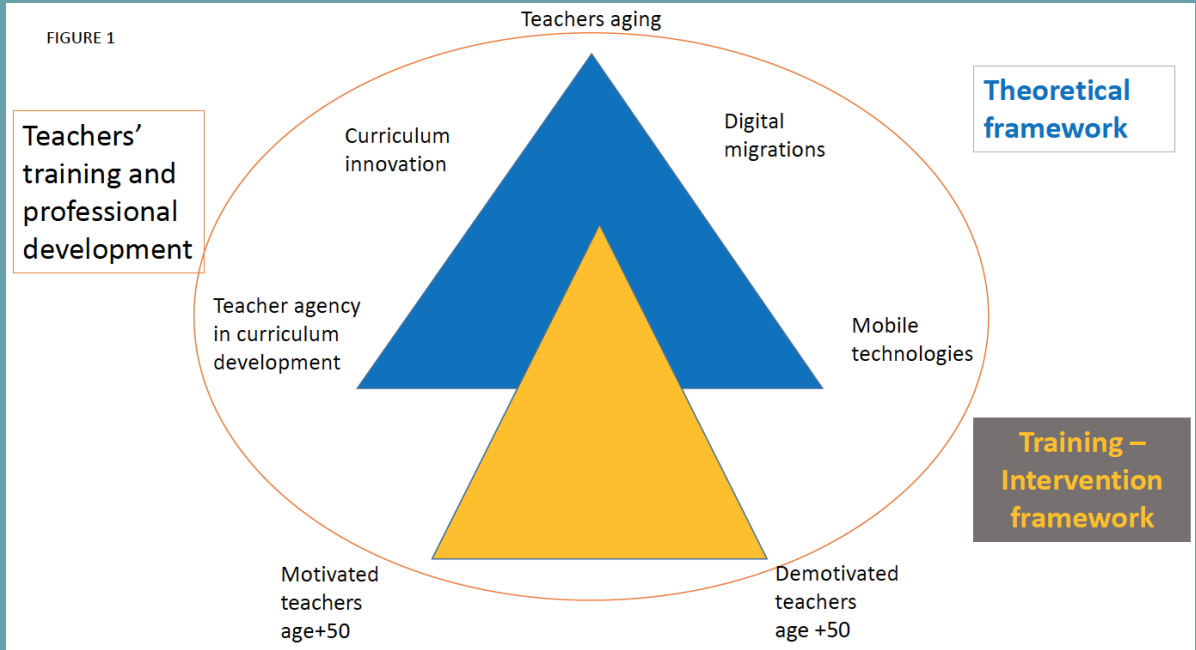 FIGURE 1
Teachers aging
Teachers’
training and
professional
development
Curriculum
innovation
Digital
migrations
Theoretical
framework
Teacher agency
in curriculum
development
Mobile
technologies
Training –
Intervention
framework
Motivated
teachers
age+50
Demotivated
teachers
age +50